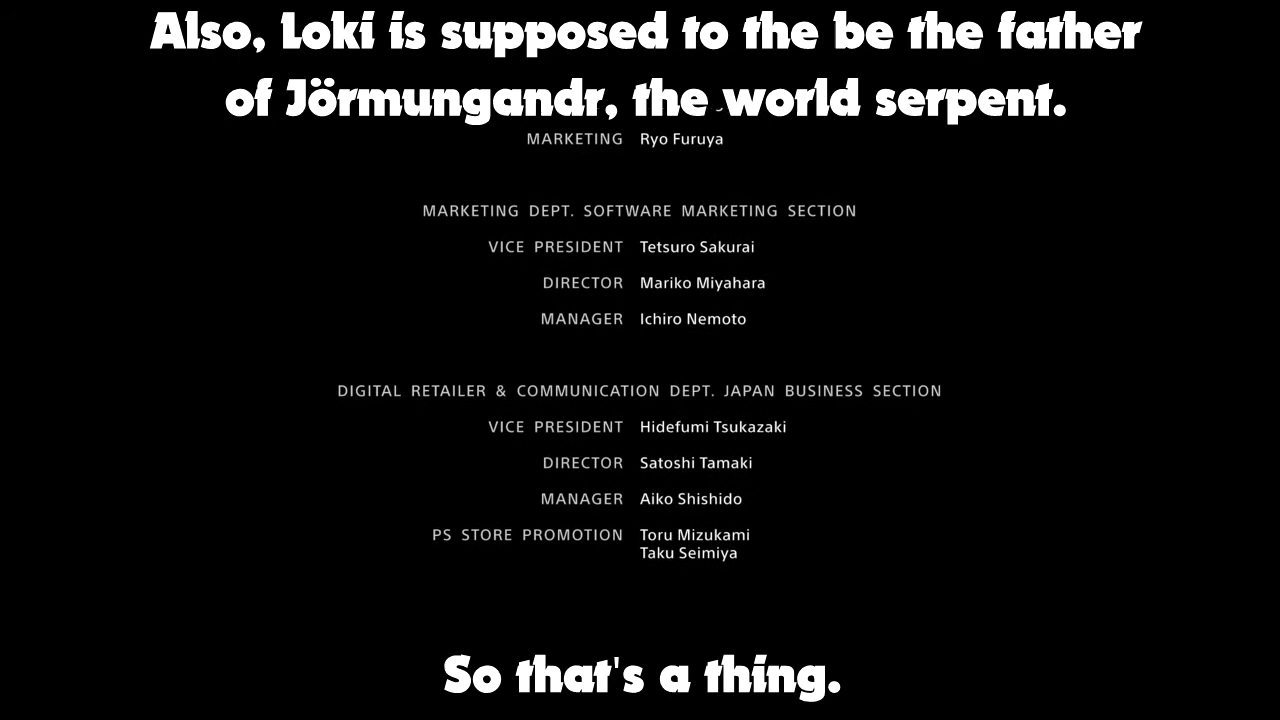 Also, Loki is supposed to the be the father
of Jörmungandr, the world serpent.
MARKETING Ryo Furuya
MARKETING DEPT. SOFTWARE MARKETING SECTION
VICE PRESIDENT Tetsuro Sakurai
DIRECTOR Mariko Miyahara
MANAGER Ichiro Nemoto
DIGITAL RETAILER & COMMUNICATION DEPT. JAPAN BUSINESS SECTION
VICE PRESIDENT Hidefumi Tsukazaki
DIRECTOR Satoshi Tamaki
MANAGER Aiko Shishido
PS STORE PROMOTION Toru Mizukami
Taku Seimiya
So that's a thing.